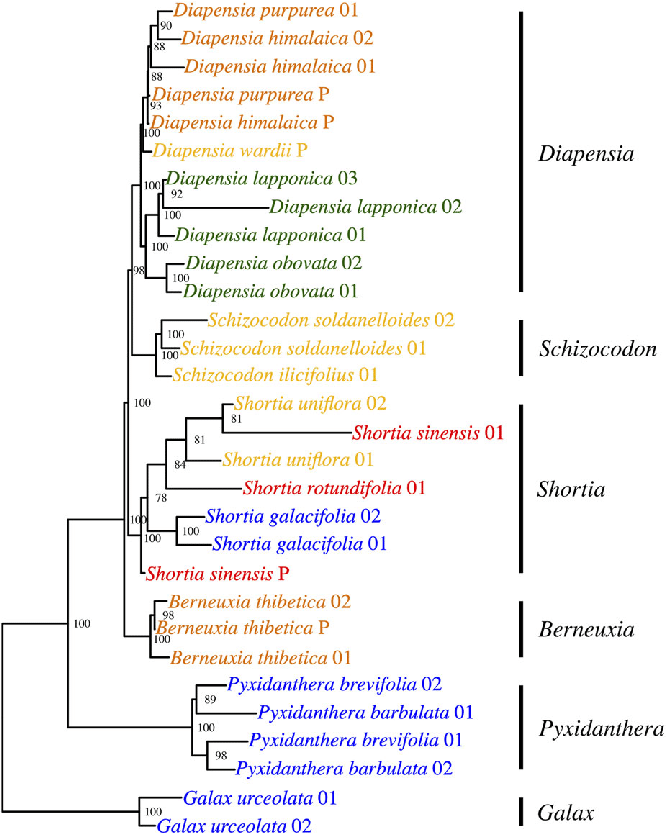 Diapensia purpurea 01
90
Diapensia himalaica 02
88
Diapensia himalaica 01
88
Diapensia purpurea P
93
Diapensia himalaica P
100
Diapensia wardii P
Diapensia
Diapensia lapponica 03
100
92
Diapensia lapponica 02
100
Diapensia lapponica 01
100
Diapensia obovata 02
98
100
Diapensia obovata 01
Schizocodon soldanelloides 02
100
Schizocodon soldanelloides 01
100
Schizocodon
Schizocodon ilicifolius 01
100
Shortia uniflora 02
81
Shortia sinensis 01
81
Shortia uniflora 01
84
Shortia rotundifolia 01
Shortia
78
Shortia galacifolia 02
100
100
100
Shortia galacifolia 01
Shortia sinensis P
Berneuxia thibetica 02
98
Berneuxia thibetica P
100
Berneuxia
100
Berneuxia thibetica 01
Pyxidanthera brevifolia 02
89
Pyxidanthera barbulata 01
100
Pyxidanthera
Pyxidanthera brevifolia 01
98
Pyxidanthera barbulata 02
Galax urceolata 01
100
Galax
Galax urceolata 02